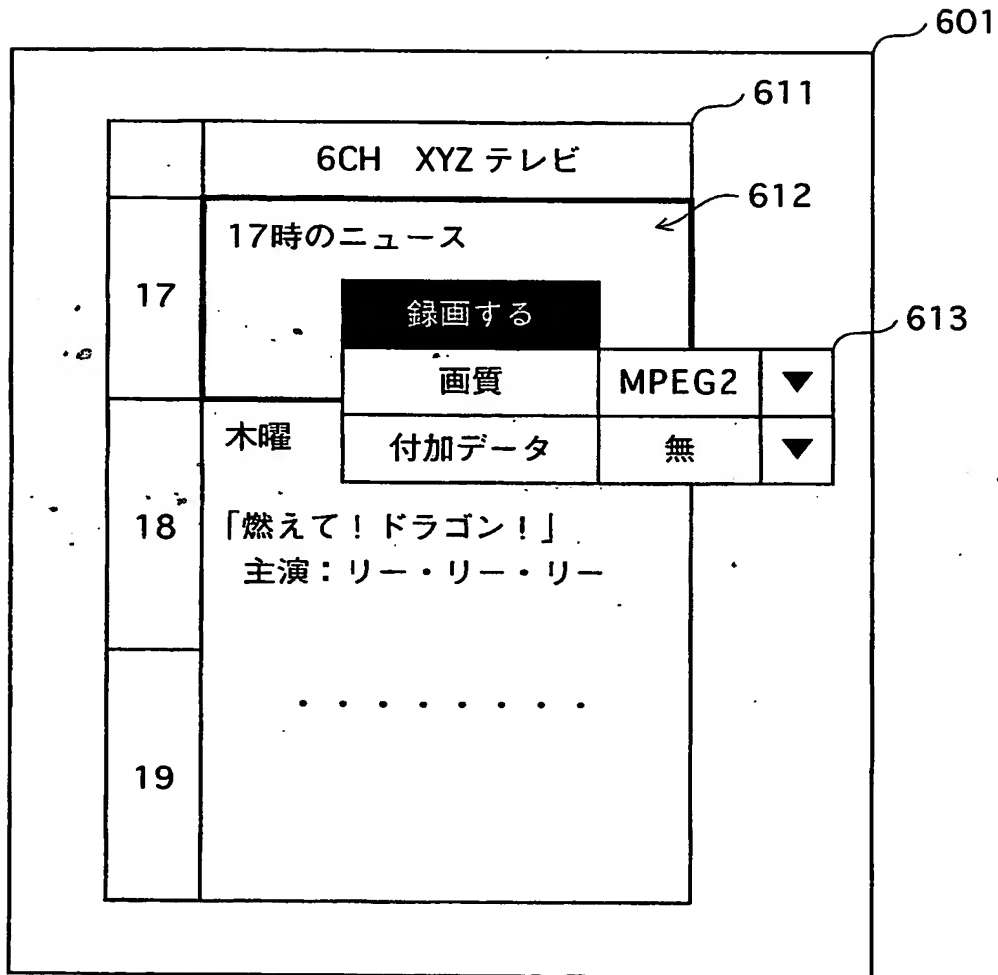 601
611
6CH XYZ テレビ
612
17時のニュース
17
録画する
613
画質 MPEG2 ▼
木曜
付加データ 無 ▼
18
「燃えて！ドラゴン！」
主演：リー・リー・リー
・・・・・・・・
19